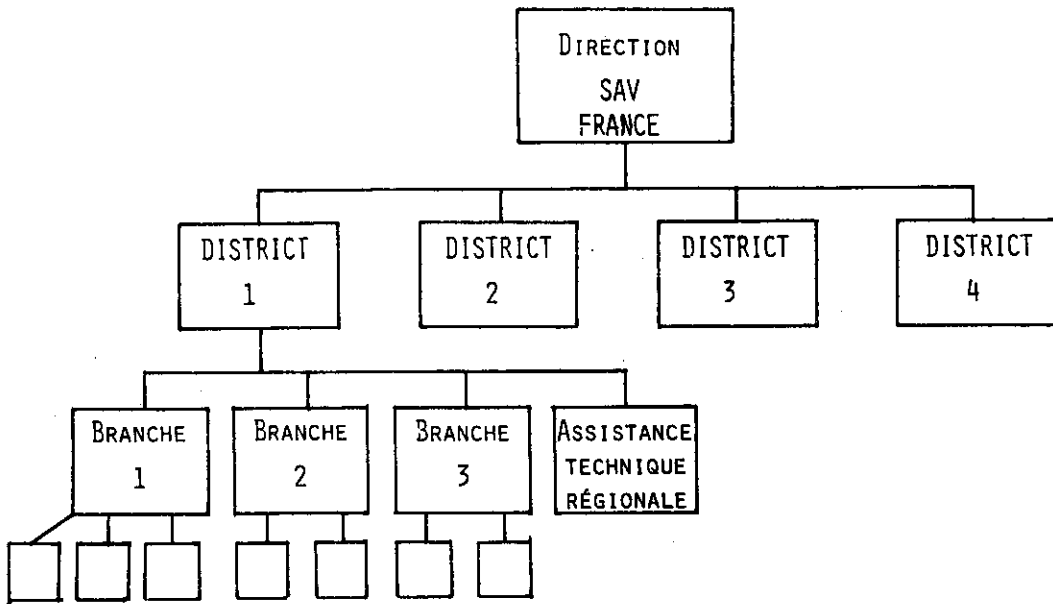 DIRECTION
SAV
FRANCE
DISTRICT
1
DISTRICT
2
DISTRICT
3
DISTRICT
4
BRANCHE
1
BRANCHE
2
BRANCHE
3
ASSISTANCE
TECHNIQUE
RÉGIONALE